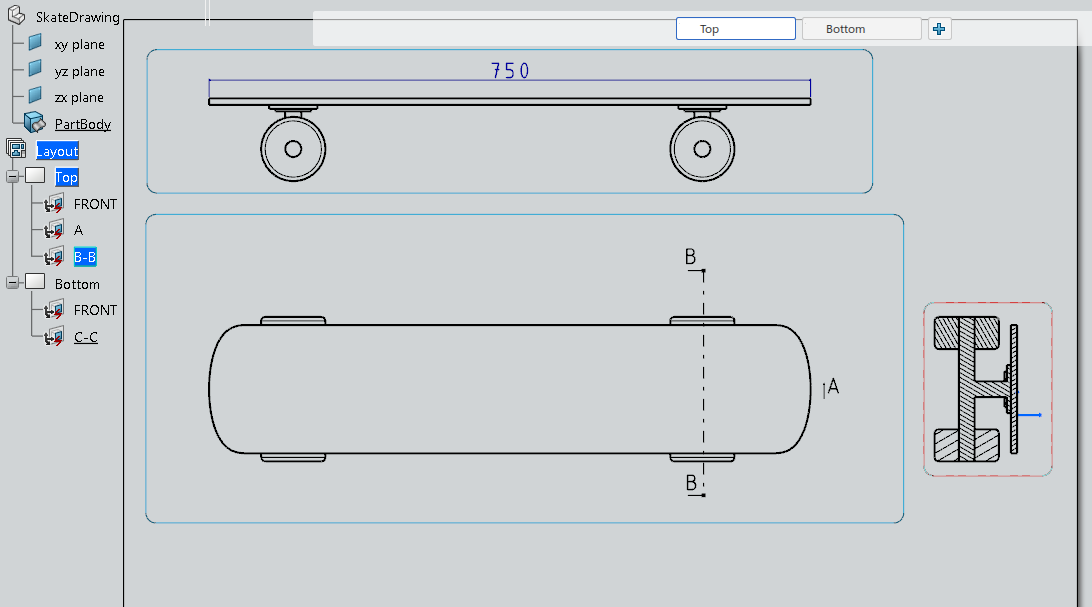 SkateDrawing
xy plane
yz plane
zx plane
PartBody
Layout
Top
FRONT
A
B-B
Bottom
FRONT
C-C
Top
Bottom
750
B
A
B